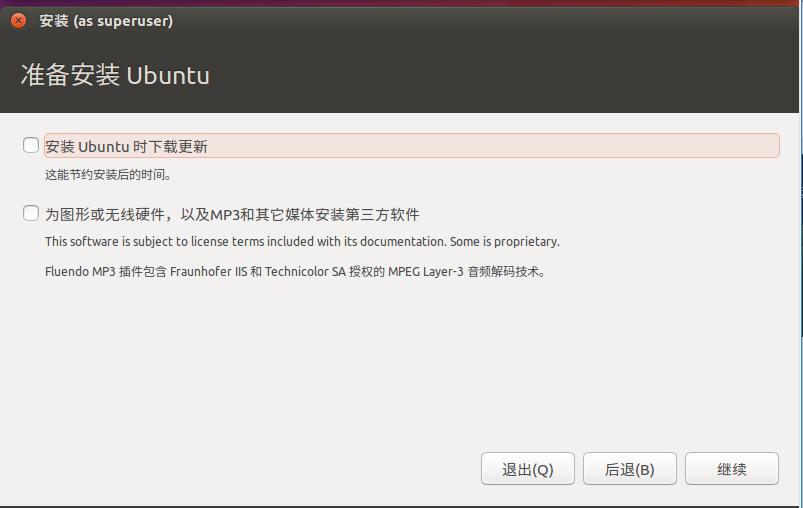 安装 (as superuser)
准备安装 Ubuntu
安装 Ubuntu 时下载更新
这能节约安装后的时间。
为图形或无线硬件，以及MP3和其它媒体安装第三方软件
This software is subject to license terms included with its documentation. Some is proprietary.
Fluendo MP3 插件包含 Fraunhofer IIS 和 Technicolor SA 授权的 MPEG Layer-3 音频解码技术。
退出(Q) 后退(B) 继续